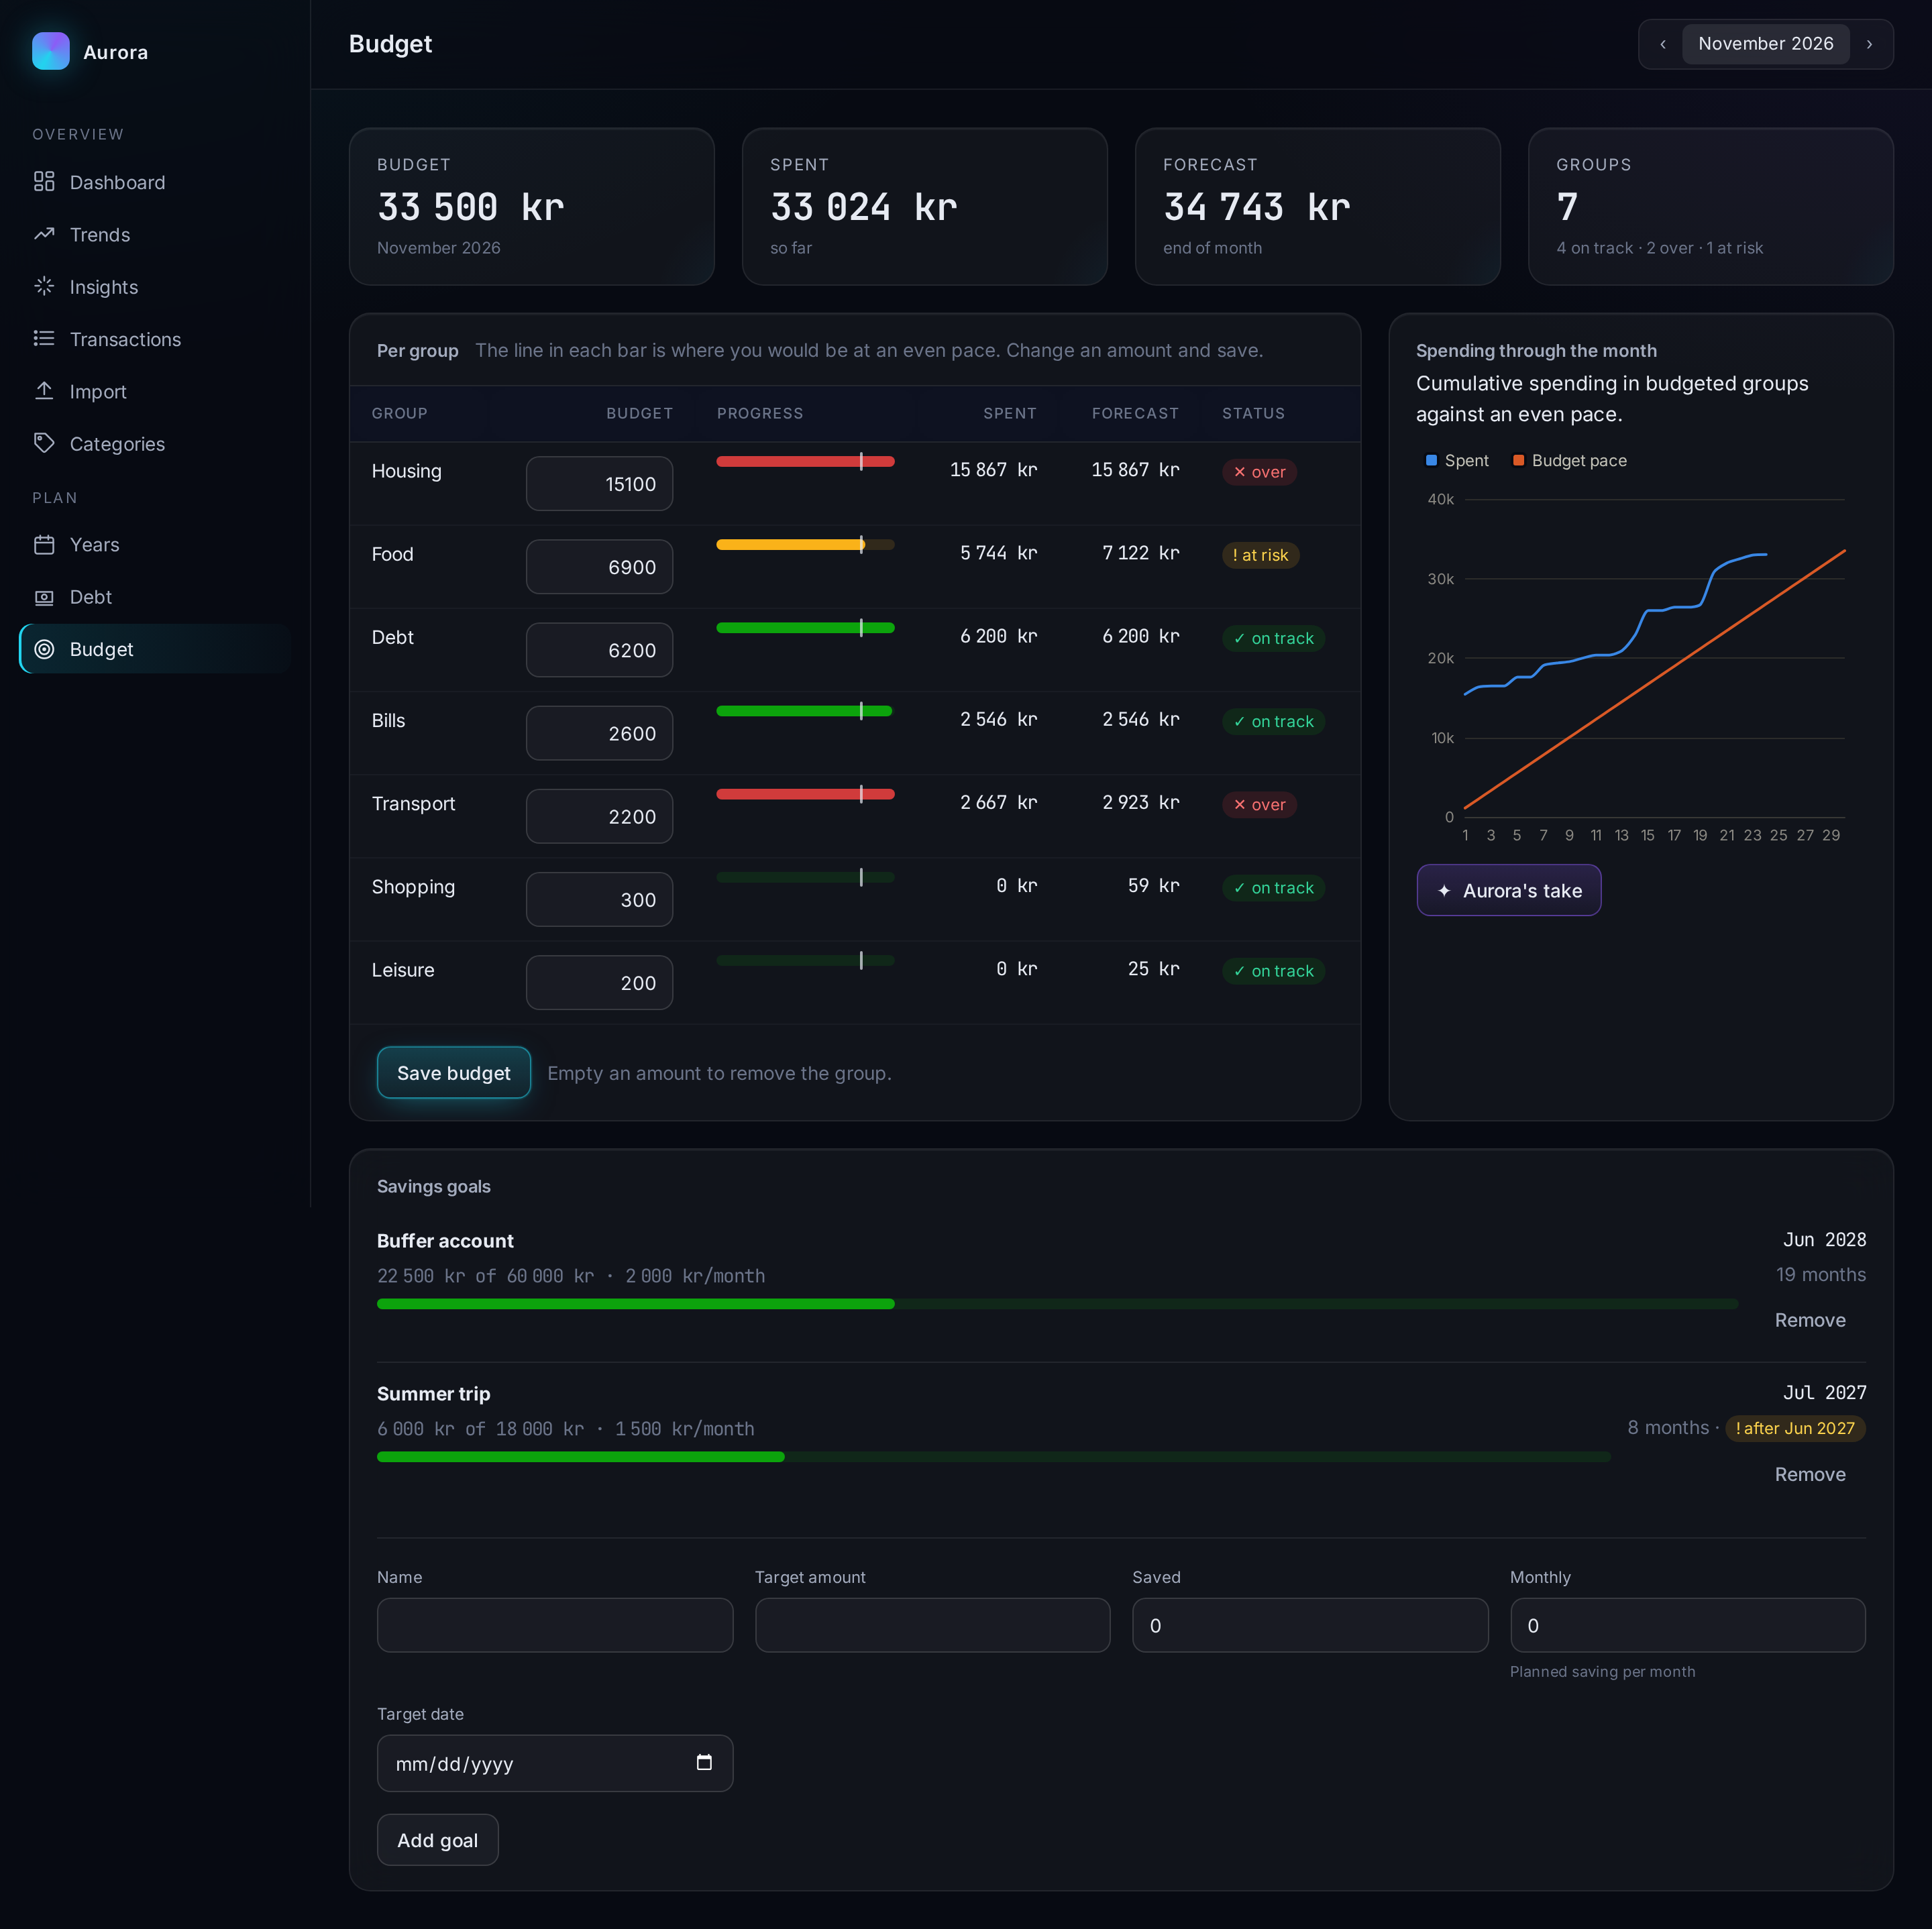 Aurora
OVERVIEW
Dashboard
Trends
Insights
Transactions
Import
Categories
PLAN
Years
Debt
Budget
Budget
‹ November 2026 ›
BUDGET
33 500 kr
November 2026
SPENT
33 024 kr
so far
FORECAST
34 743 kr
end of month
GROUPS
7
4 on track · 2 over · 1 at risk
Per group The line in each bar is where you would be at an even pace. Change an amount and save.
GROUP BUDGET PROGRESS SPENT FORECAST STATUS
Housing 15100 15 867 kr 15 867 kr ✕ over
Food 6900 5 744 kr 7 122 kr ! at risk
Debt 6200 6 200 kr 6 200 kr ✓ on track
Bills 2600 2 546 kr 2 546 kr ✓ on track
Transport 2200 2 667 kr 2 923 kr ✕ over
Shopping 300 0 kr 59 kr ✓ on track
Leisure 200 0 kr 25 kr ✓ on track
Save budget Empty an amount to remove the group.
Spending through the month
Cumulative spending in budgeted groups
against an even pace.
Spent Budget pace
40k
30k
20k
10k
0
1 3 5 7 9 11 13 15 17 19 21 23 25 27 29
✦ Aurora's take
Savings goals
Buffer account Jun 2028
22 500 kr of 60 000 kr · 2 000 kr/month 19 months
Remove
Summer trip Jul 2027
6 000 kr of 18 000 kr · 1 500 kr/month 8 months · ! after Jun 2027
Remove
Name Target amount Saved Monthly
0 0
Planned saving per month
Target date
mm/dd/yyyy
Add goal